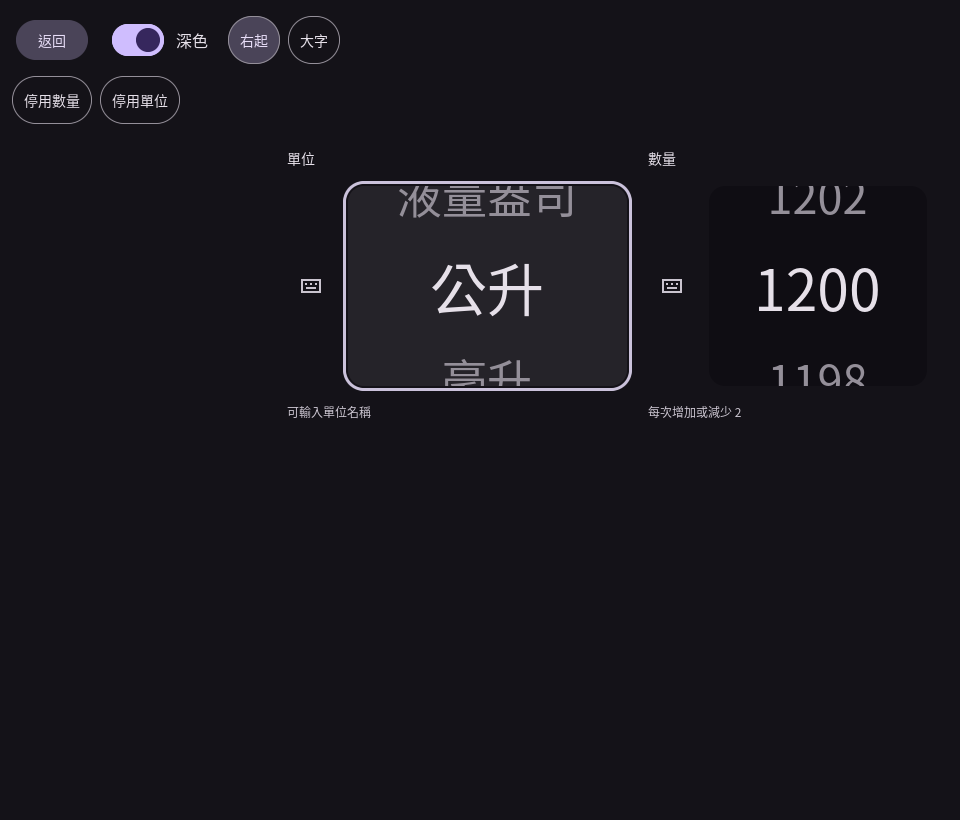 返回
深色
右起
大字
停用數量
停用單位
單位
液量盎司
公升
毫升
可輸入單位名稱
數量
1202
1200
1198
每次增加或減少 2